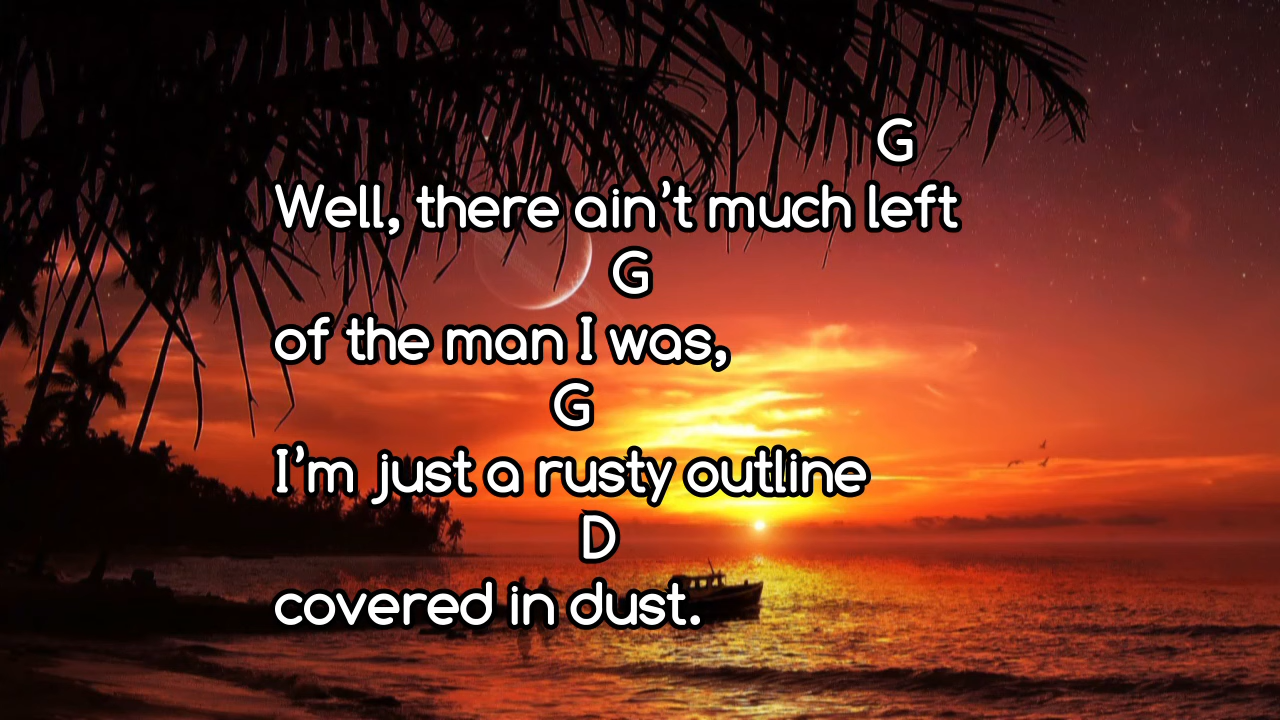 G
Well, there ain’t much left
G
of the man I was,
G
I’m just a rusty outline
D
covered in dust.